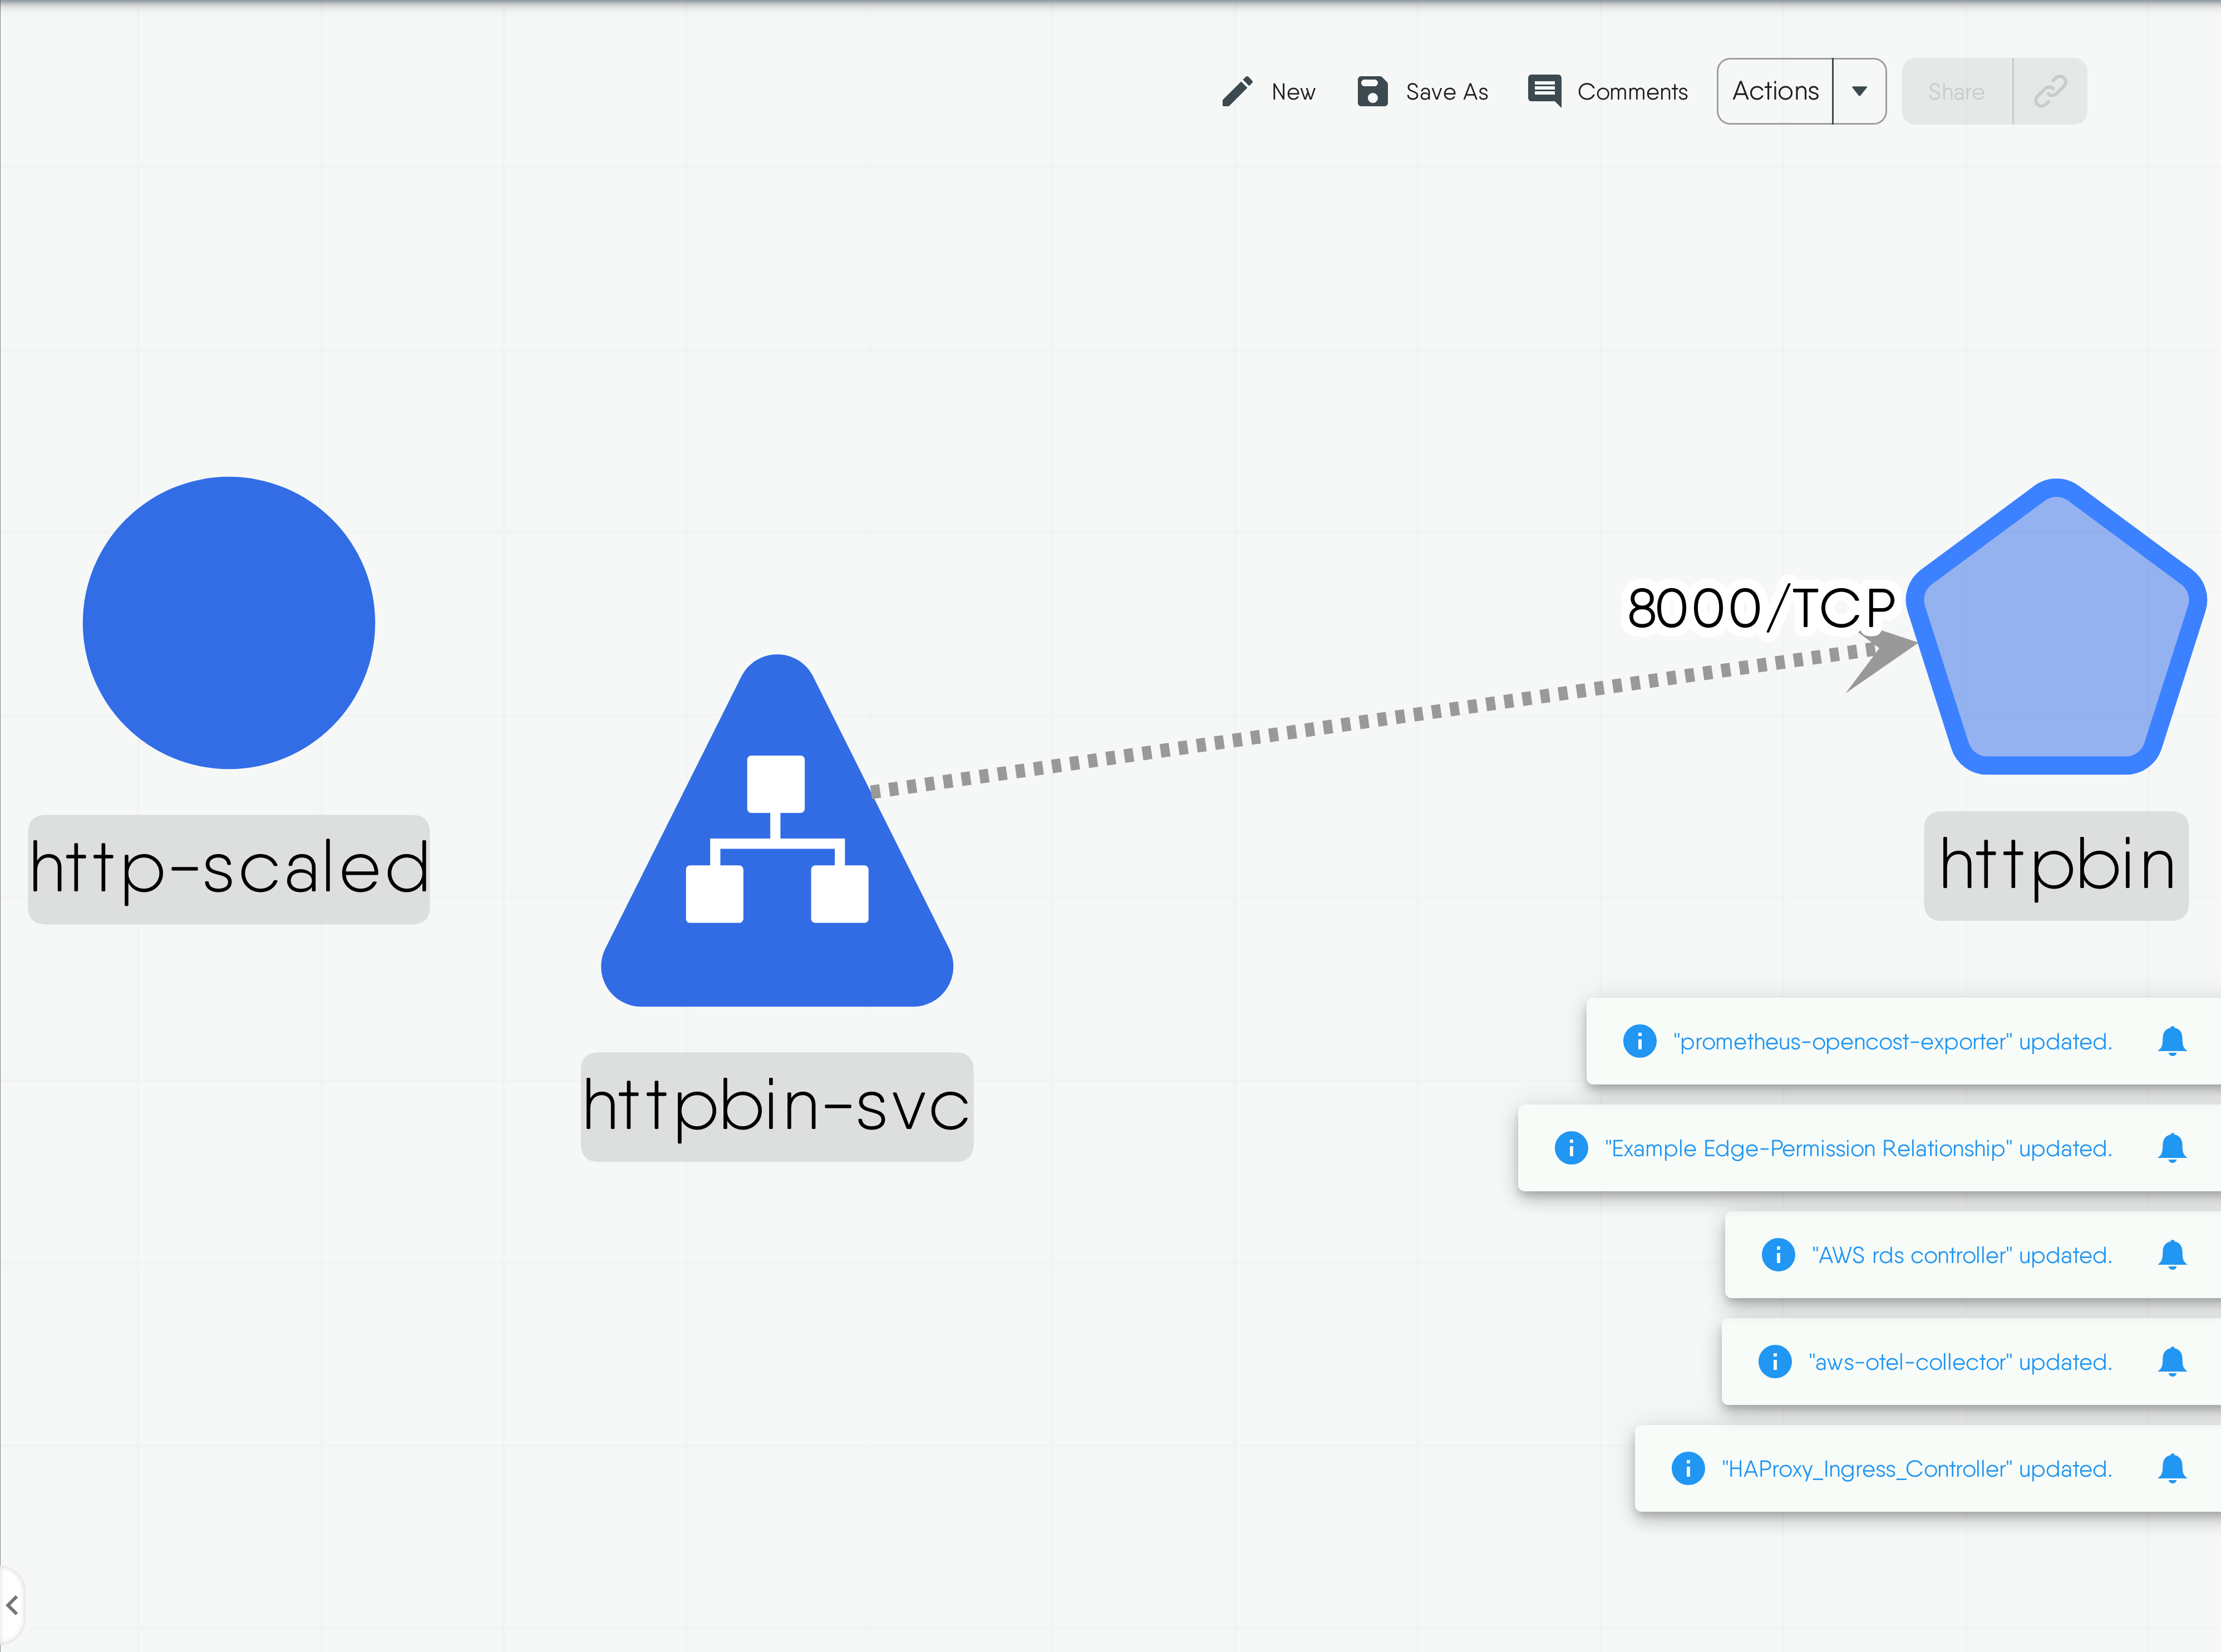 New Save As Comments Actions Share
8000/TCP
http-scaled
httpbin
httpbin-svc
"prometheus-opencost-exporter" updated.
"Example Edge-Permission Relationship" updated.
"AWS rds controller" updated.
"aws-otel-collector" updated.
"HAProxy_Ingress_Controller" updated.